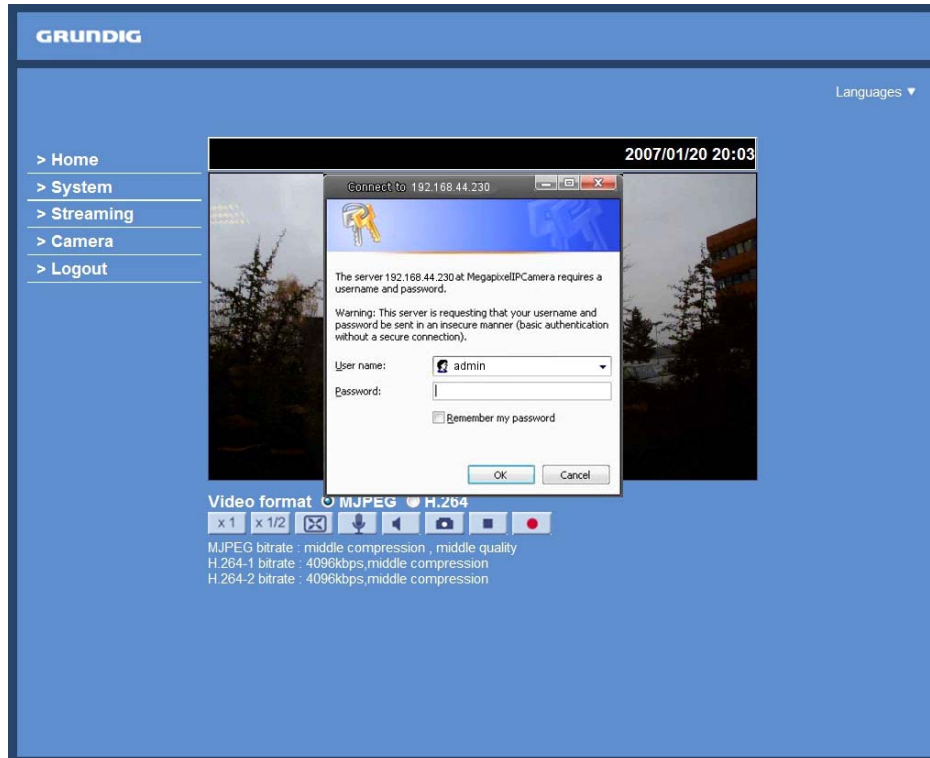 GRUNDIG
Languages ▼
> Home
> System
> Streaming
> Camera
> Logout
2007/01/20 20:03
Connect to 192.168.44.230
The server 192.168.44.230 at MegapixelIPCamera requires a
username and password.
Warning: This server is requesting that your username and
password be sent in an insecure manner (basic authentication
without a secure connection).
User name:
admin
Password:
Remember my password
OK
Cancel
Video format MJPEG H.264
x 1
x 1/2
MJPEG bitrate : middle compression , middle quality
H.264-1 bitrate : 4096kbps,middle compression
H.264-2 bitrate : 4096kbps,middle compression